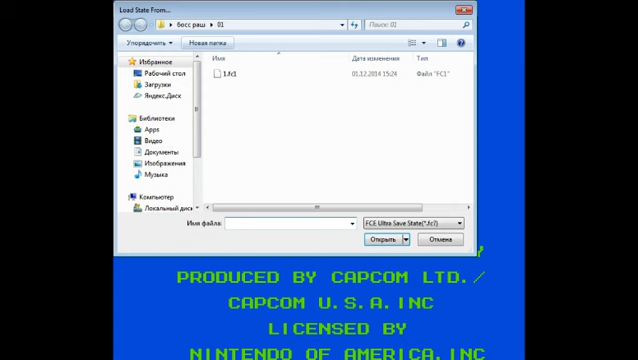 Load State From...
босс раш ▸ 01
Поиск: 01
Упорядочить
Новая папка
Имя
Дата изменения
Тип
Избранное
1.fc1
01.12.2014 15:24
Файл "FC1"
Рабочий стол
Загрузки
Яндекс.Диск
Библиотеки
Apps
Видео
Документы
Изображения
Музыка
Компьютер
Локальный диск
Имя файла:
FCE Ultra Save State(*.fc?)
Открыть
Отмена
Y
PRODUCED BY CAPCOM LTD./
CAPCOM U.S.A.INC
LICENSED BY
NINTENDO OF AMERICA.INC